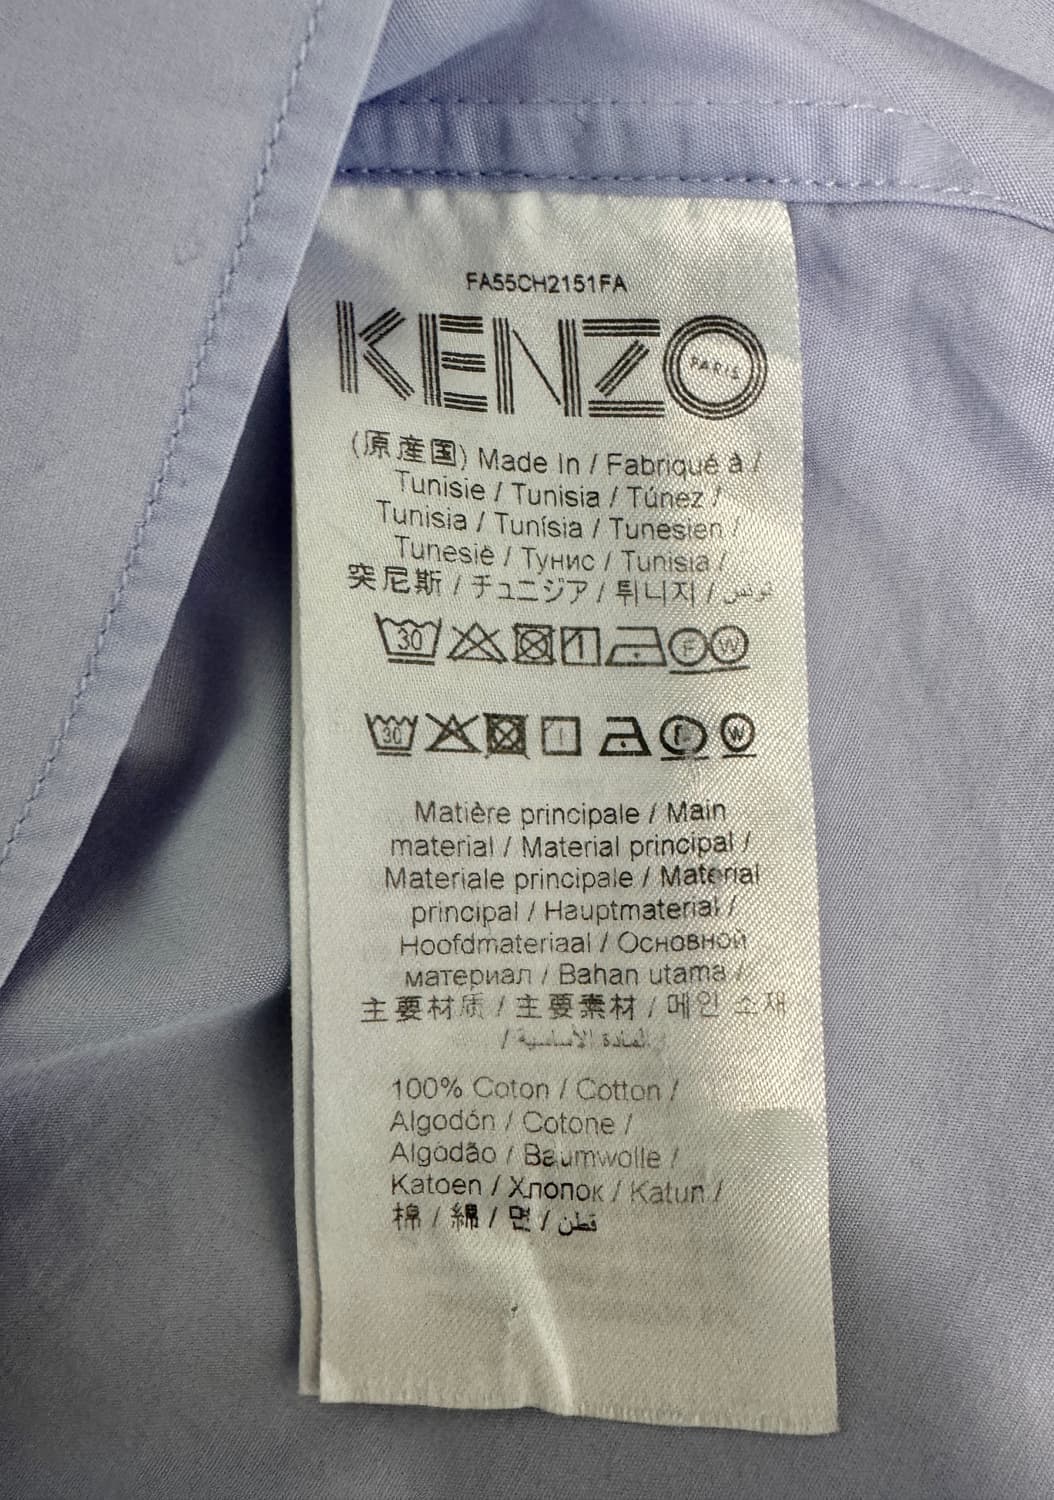 FA55CH2151FA
KENZO
PARIS
(原産国) Made In / Fabriqué à /
Tunisie / Tunisia / Túnez /
Tunisia / Tunísia / Tunesien /
Tunesië / Тунис / Tunisia /
突尼斯 / チュニジア / 튀니지 / تونس
30 F W
30 F W
Matière principale / Main
material / Material principal /
Materiale principale / Material
principal / Hauptmaterial /
Hoofdmateriaal / Основной
материал / Bahan utama /
主要材质 / 主要素材 / 메인 소재
/ المادة الأساسية
100% Coton / Cotton /
Algodón / Cotone /
Algodão / Baumwolle /
Katoen / Хлопок / Katun /
棉 / 綿 / 면 / قطن